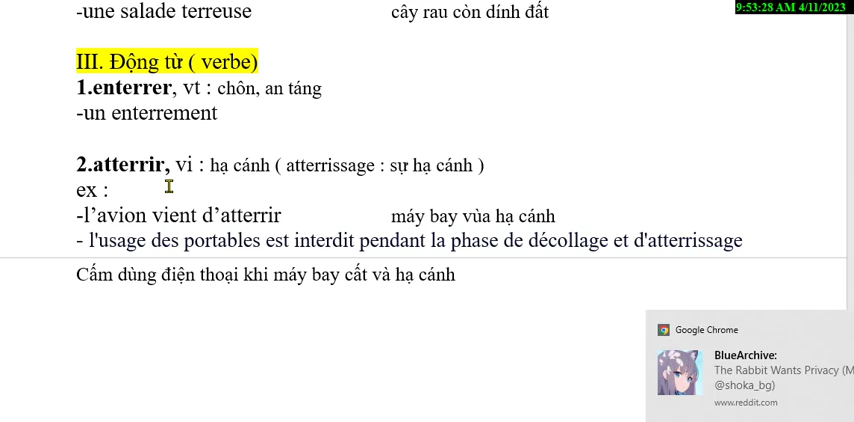 9:53:28 AM 4/11/2023
-une salade terreuse cây rau còn dính đất
III. Động từ ( verbe)
1.enterrer, vt : chôn, an táng
-un enterrement
2.atterrir, vi : hạ cánh ( atterrissage : sự hạ cánh )
ex :
-l’avion vient d’atterrir máy bay vùa hạ cánh
- l'usage des portables est interdit pendant la phase de décollage et d'atterrissage
Cấm dùng điện thoại khi máy bay cất và hạ cánh
Google Chrome
BlueArchive:
The Rabbit Wants Privacy (M
@shoka_bg)
www.reddit.com